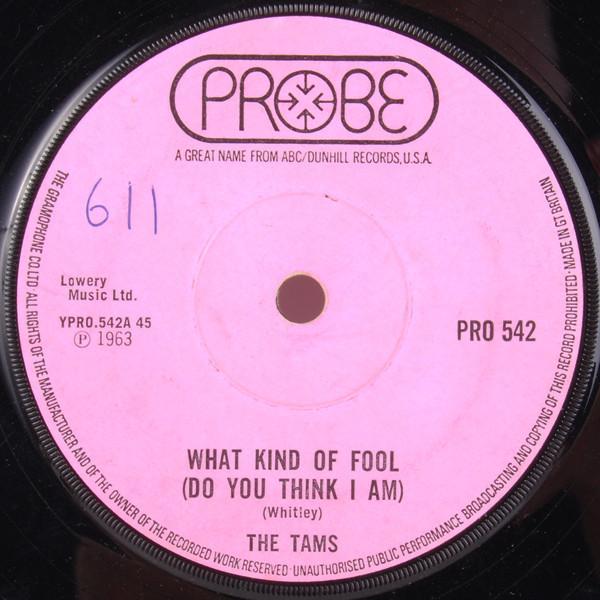 PROBE
A GREAT NAME FROM ABC/DUNHILL RECORDS, U.S.A.
611
Lowery
Music Ltd.
YPRO.542A 45
Ⓟ 1963
PRO 542
WHAT KIND OF FOOL
(DO YOU THINK I AM)
(Whitley)
THE TAMS
THE GRAMOPHONE CO.LTD·ALL RIGHTS OF THE MANUFACTURER AND OF THE OWNER OF THE RECORDED WORK RESERVED·UNAUTHORISED PUBLIC PERFORMANCE BROADCASTING AND COPYING OF THIS RECORD PROHIBITED·MADE IN GT BRITAIN